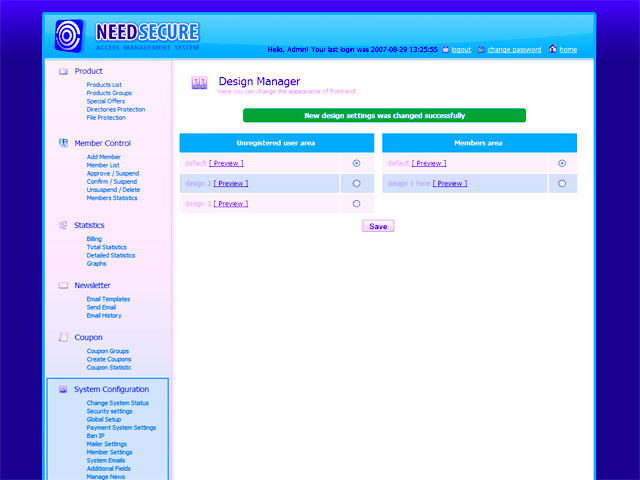 NEEDSECURE
ACCESS MANAGEMENT SYSTEM
Hello, Admin! Your last login was 2007-08-29 13:25:55 logout change password home
Product
Products List
Products Groups
Special Offers
Directories Protection
File Protection
Member Control
Add Member
Member List
Approve / Suspend
Confirm / Suspend
Unsuspend / Delete
Members Statistics
Statistics
Billing
Total Statistics
Detailed Statistics
Graphs
Newsletter
Email Templates
Send Email
Email History
Coupon
Coupon Groups
Create Coupons
Coupon Statistic
System Configuration
Change System Status
Security settings
Global Setup
Payment System Settings
Ban IP
Mailer Settings
Member Settings
System Emails
Additional Fields
Manage News
Design Manager
Here you can change the appearance of front end
New design settings was changed successfully
Unregistered user area
default [ Preview ]
design 2 [ Preview ]
design 3 [ Preview ]
Members area
default [ Preview ]
design 1 here [ Preview ]
Save